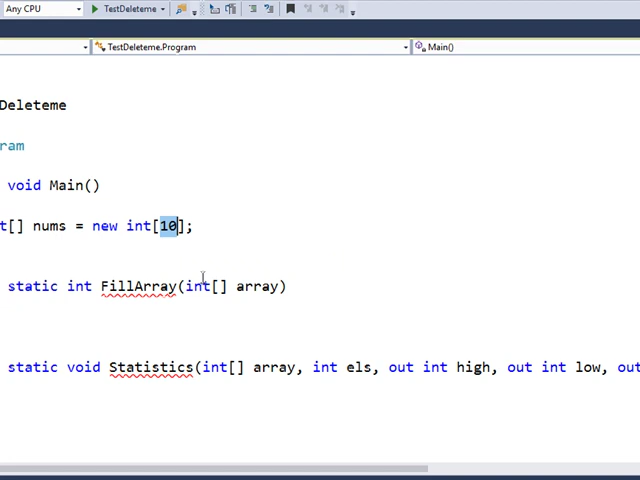 Any CPU TestDeleteme
TestDeleteme.Program Main()
Deleteme
ram
void Main()
t[] nums = new int[10];
static int FillArray(int[] array)
static void Statistics(int[] array, int els, out int high, out int low, out